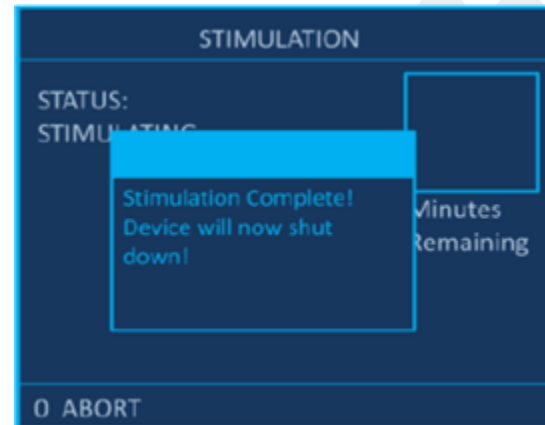 STIMULATION
STATUS:
Stimulation Complete!
Device will now shut
down!
Minutes
Remaining
0 ABORT